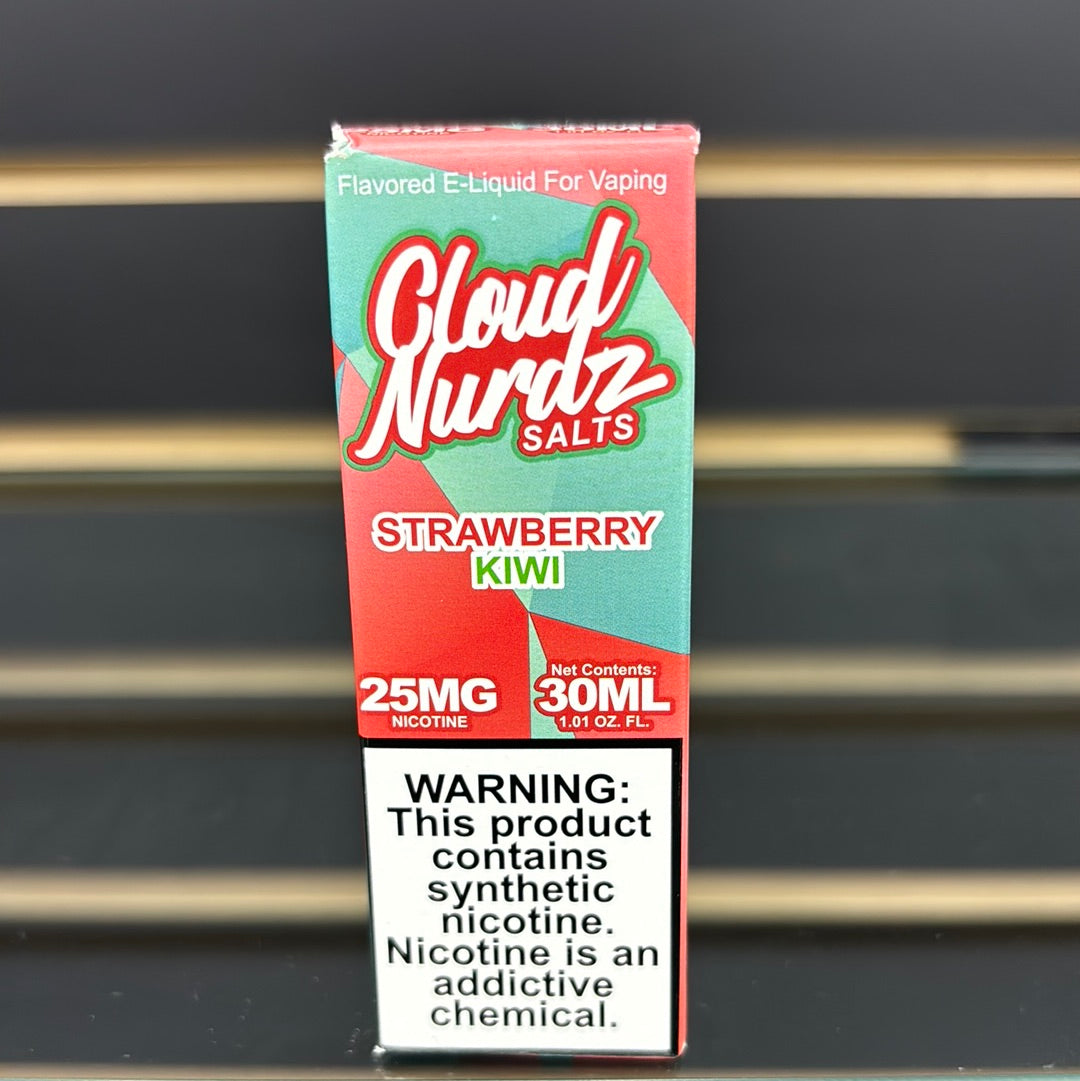 Flavored E-Liquid For Vaping
Cloud
Nurdz
SALTS
STRAWBERRY
KIWI
25MG
NICOTINE
Net Contents:
30ML
1.01 OZ. FL.
WARNING:
This product
contains
synthetic
nicotine.
Nicotine is an
addictive
chemical.